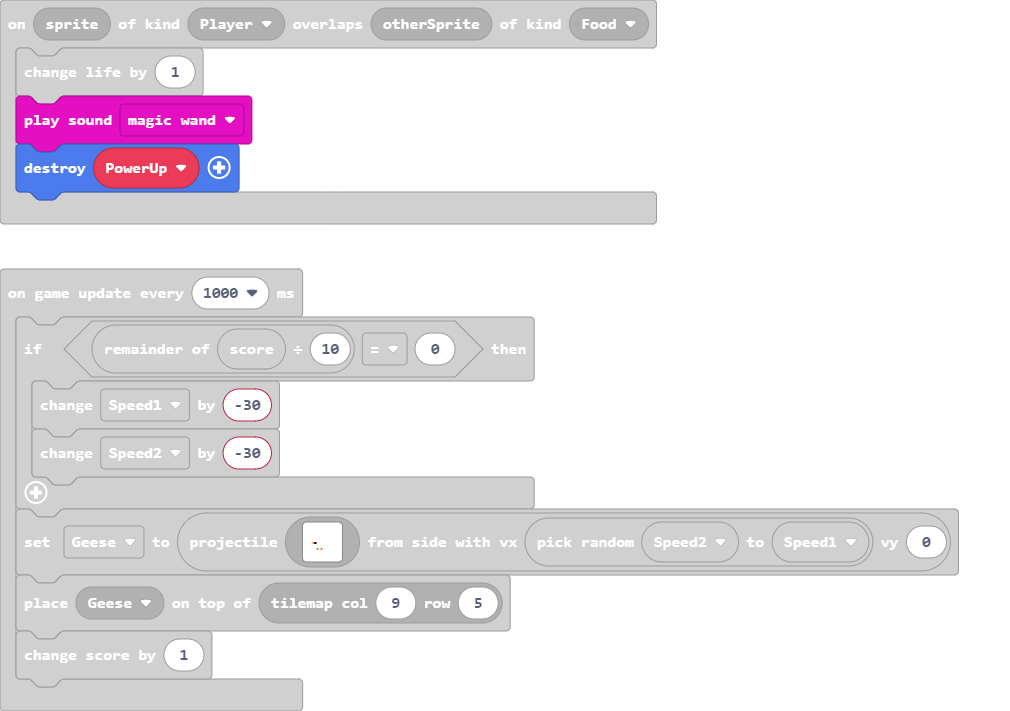 on sprite of kind Player overlaps otherSprite of kind Food
change life by 1
play sound magic wand
destroy PowerUp
on game update every 1000 ms
if remainder of score ÷ 10 = 0 then
change Speed1 by -30
change Speed2 by -30
set Geese to projectile from side with vx pick random Speed2 to Speed1 vy 0
place Geese on top of tilemap col 9 row 5
change score by 1